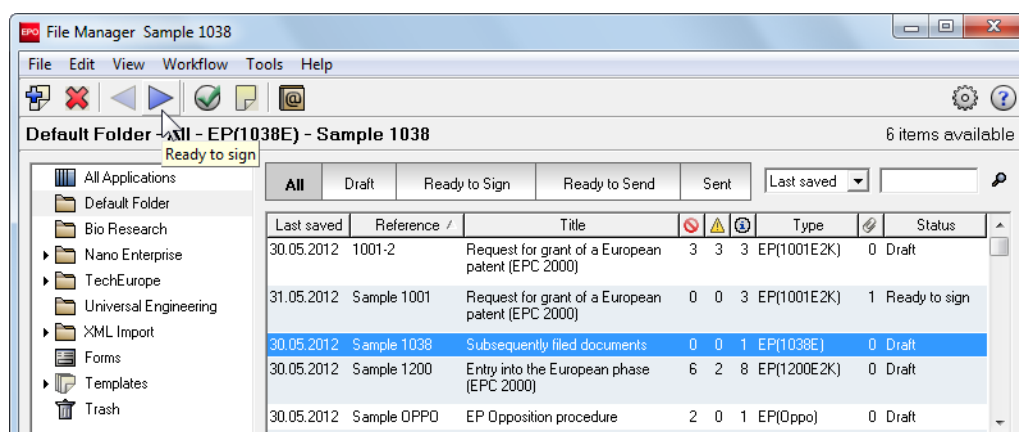 EPO File Manager Sample 1038
File Edit View Workflow Tools Help
Default Folder - All - EP(1038E) - Sample 1038 6 items available
Ready to sign
All Applications
Default Folder
Bio Research
Nano Enterprise
TechEurope
Universal Engineering
XML Import
Forms
Templates
Trash
All Draft Ready to Sign Ready to Send Sent Last saved
Last saved Reference Title Type Status
30.05.2012 1001-2 Request for grant of a European 3 3 3 EP(1001E2K) 0 Draft
patent (EPC 2000)
31.05.2012 Sample 1001 Request for grant of a European 0 0 3 EP(1001E2K) 1 Ready to sign
patent (EPC 2000)
30.05.2012 Sample 1038 Subsequently filed documents 0 0 1 EP(1038E) 0 Draft
30.05.2012 Sample 1200 Entry into the European phase 6 2 8 EP(1200E2K) 0 Draft
(EPC 2000)
30.05.2012 Sample OPPO EP Opposition procedure 2 0 1 EP(Oppo) 0 Draft